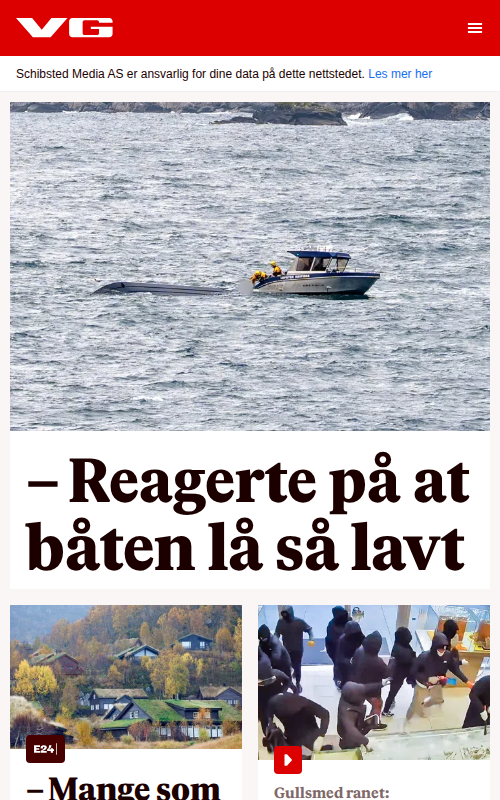 VG
Schibsted Media AS er ansvarlig for dine data på dette nettstedet. Les mer her
– Reagerte på at
båten lå så lavt
E24
– Mange som
Gullsmed ranet: